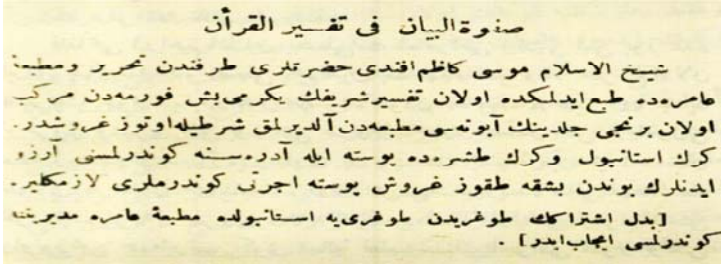 صفوة البيان فى تفسير القرأن
شيخ الاسلام موسى كاظم افندى حضرتلرى طرفندن تحرير ومطبعهٔ
عامره‌ده طبع ايدلمكده اولان تفسير شريفك يكرمى بش فورمه‌دن مركب
اولان برنجى جلدينك آبونه‌سى مطبعه‌دن آلديرلمق شرطيله اوتوز غروشدر.
كرك استانبول وكرك طشره‌ده پوسته ايله آدره‌سنه كوندرلمسنى آرزو
ايدنلرك بوندن بشقه طقوز غروش پوسته اجرتى كوندرملرى لازمكلير.
[بدل اشتراكك طوغريدن طوغرى‌يه استانبولده مطبعهٔ عامره مديريتنه
كوندرلمسى ايجاب ايدر] .